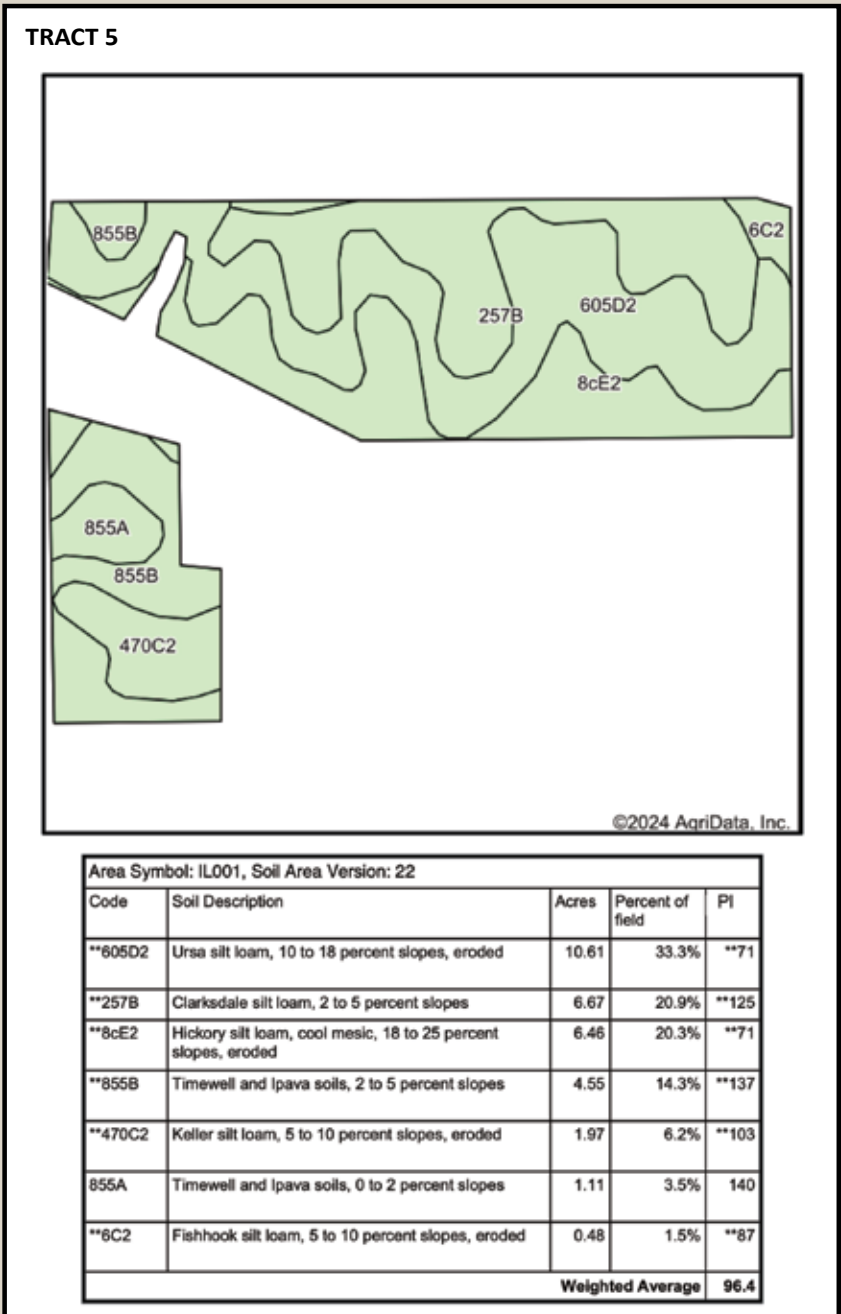 TRACT 5
855B
6C2
257B
605D2
8cE2
855A
855B
470C2
©2024 AgriData, Inc.
Area Symbol: IL001, Soil Area Version: 22
Code Soil Description Acres Percent of field PI
**605D2 Ursa silt loam, 10 to 18 percent slopes, eroded 10.61 33.3% **71
**257B Clarksdale silt loam, 2 to 5 percent slopes 6.67 20.9% **125
**8cE2 Hickory silt loam, cool mesic, 18 to 25 percent slopes, eroded 6.46 20.3% **71
**855B Timewell and Ipava soils, 2 to 5 percent slopes 4.55 14.3% **137
**470C2 Keller silt loam, 5 to 10 percent slopes, eroded 1.97 6.2% **103
855A Timewell and Ipava soils, 0 to 2 percent slopes 1.11 3.5% 140
**6C2 Fishhook silt loam, 5 to 10 percent slopes, eroded 0.48 1.5% **87
Weighted Average 96.4